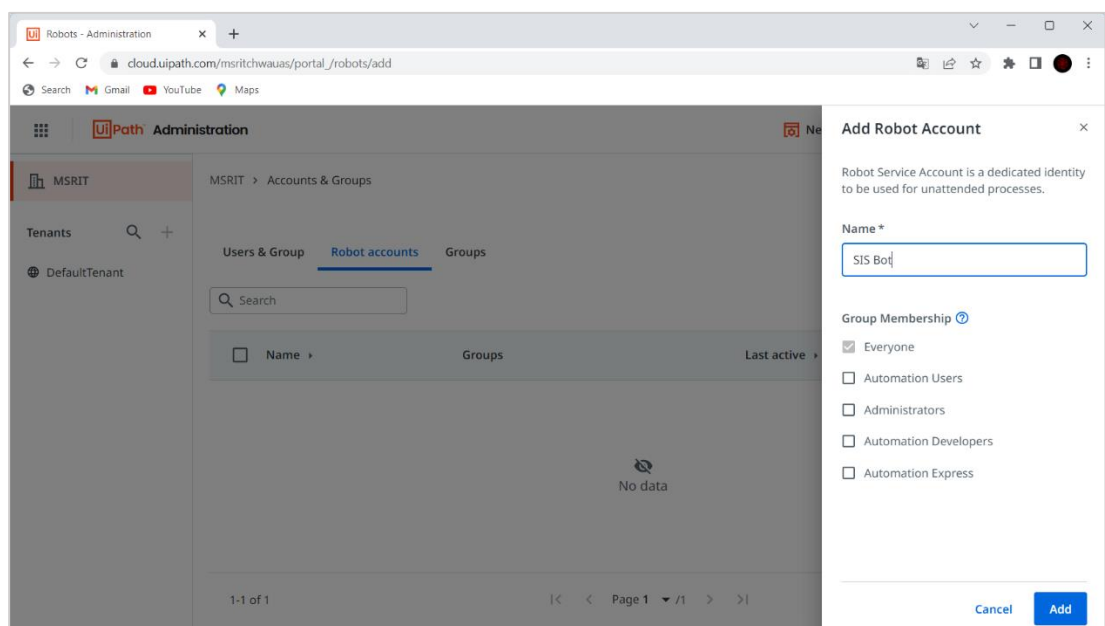 Robots - Administration
cloud.uipath.com/msritchwauas/portal_/robots/add
Search Gmail YouTube Maps
UiPath Administration
Ne
MSRIT
MSRIT > Accounts & Groups
Tenants
DefaultTenant
Users & Group Robot accounts Groups
Search
Name Groups Last active
No data
1-1 of 1 Page 1 /1
Add Robot Account
Robot Service Account is a dedicated identity
to be used for unattended processes.
Name *
SIS Bot
Group Membership
Everyone
Automation Users
Administrators
Automation Developers
Automation Express
Cancel Add